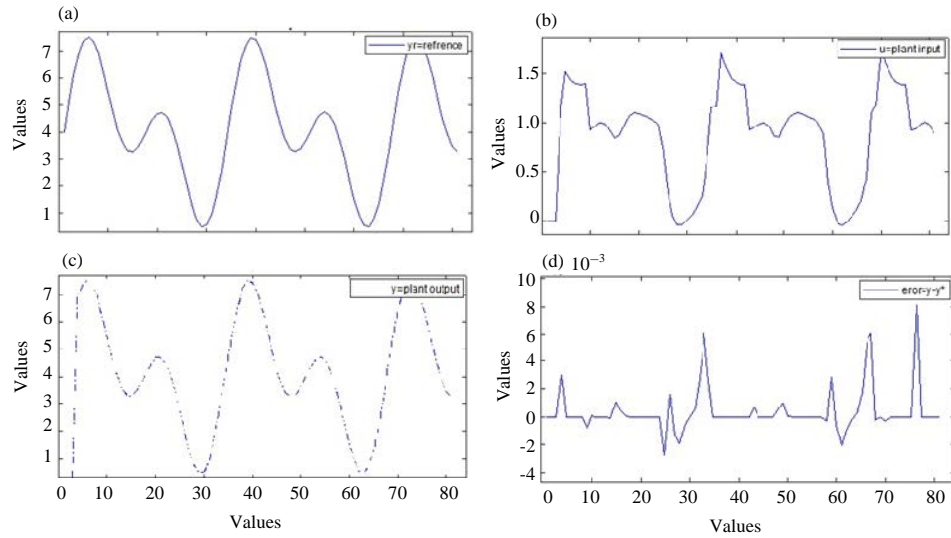 (a)
yr=refrence
7
6
5
4
3
2
1
Values
(b)
u=plant input
1.5
1.0
0.5
0
Values
(c)
y=plant output
7
6
5
4
3
2
1
Values
0 10 20 30 40 50 60 70 80
Values
(d) 10−3
eror=y-y*
10
8
6
4
2
0
-2
-4
Values
0 10 20 30 40 50 60 70 80
Values